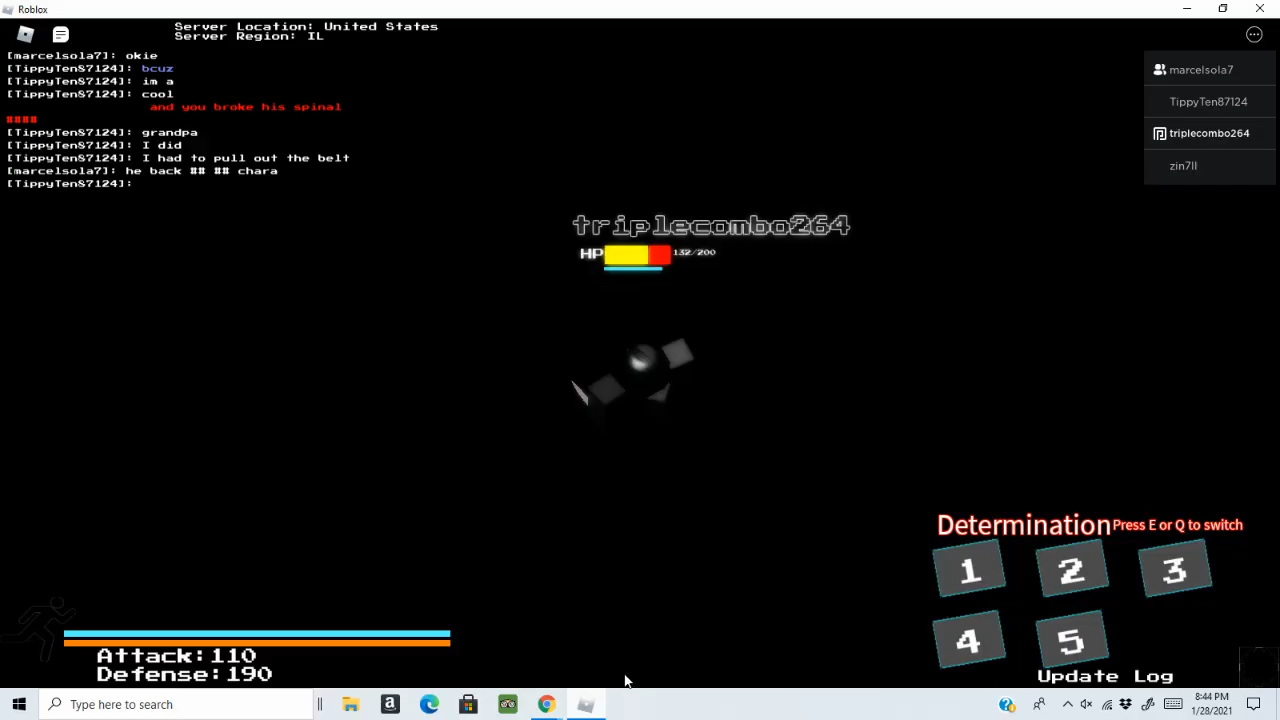 Roblox
Server Location: United States
Server Region: IL
[marcelsola7]: okie
[TippyTen87124]: bcuz
[TippyTen87124]: im a
[TippyTen87124]: cool
and you broke his spinal
####
[TippyTen87124]: grandpa
[TippyTen87124]: I did
[TippyTen87124]: I had to pull out the belt
[marcelsola7]: he back ## ## chara
[TippyTen87124]:
marcelsola7
TippyTen87124
triplecombo264
zin7ll
triplecombo264
HP 132/200
Determination Press E or Q to switch
1 2 3
4 5
Attack:110
Defense:190
Update Log
Type here to search
8:44 PM
1/28/2021